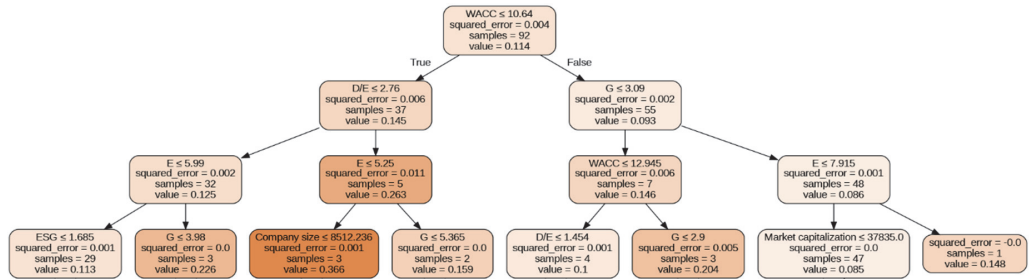 WACC ≤ 10.64
squared_error = 0.004
samples = 92
value = 0.114
True
False
D/E ≤ 2.76
squared_error = 0.006
samples = 37
value = 0.145
G ≤ 3.09
squared_error = 0.002
samples = 55
value = 0.093
E ≤ 5.99
squared_error = 0.002
samples = 32
value = 0.125
E ≤ 5.25
squared_error = 0.011
samples = 5
value = 0.263
WACC ≤ 12.945
squared_error = 0.006
samples = 7
value = 0.146
E ≤ 7.915
squared_error = 0.001
samples = 48
value = 0.086
ESG ≤ 1.685
squared_error = 0.001
samples = 29
value = 0.113
G ≤ 3.98
squared_error = 0.0
samples = 3
value = 0.226
Company size ≤ 8512.236
squared_error = 0.001
samples = 3
value = 0.366
G ≤ 5.365
squared_error = 0.0
samples = 2
value = 0.159
D/E ≤ 1.454
squared_error = 0.001
samples = 4
value = 0.1
G ≤ 2.9
squared_error = 0.005
samples = 3
value = 0.204
Market capitalization ≤ 37835.0
squared_error = 0.0
samples = 47
value = 0.085
squared_error = -0.0
samples = 1
value = 0.148